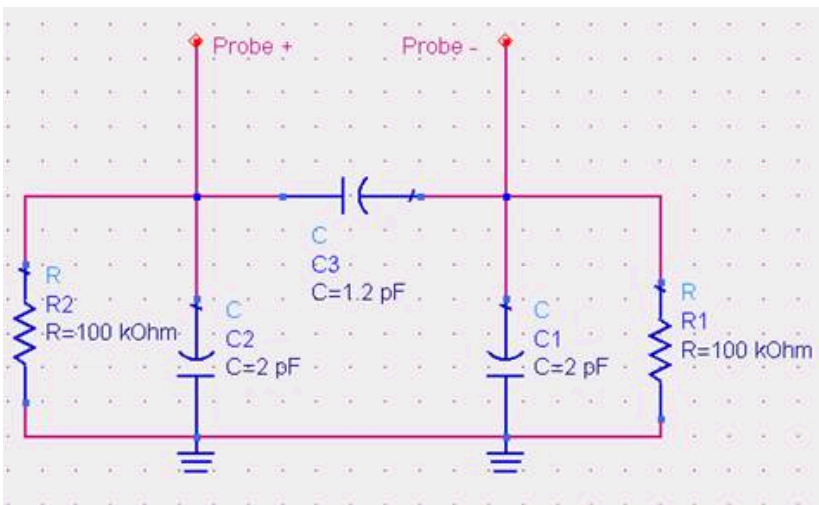 Probe +
Probe -
C
C3
C=1.2 pF
R
R2
R=100 kOhm
C
C2
C=2 pF
C
C1
C=2 pF
R
R1
R=100 kOhm